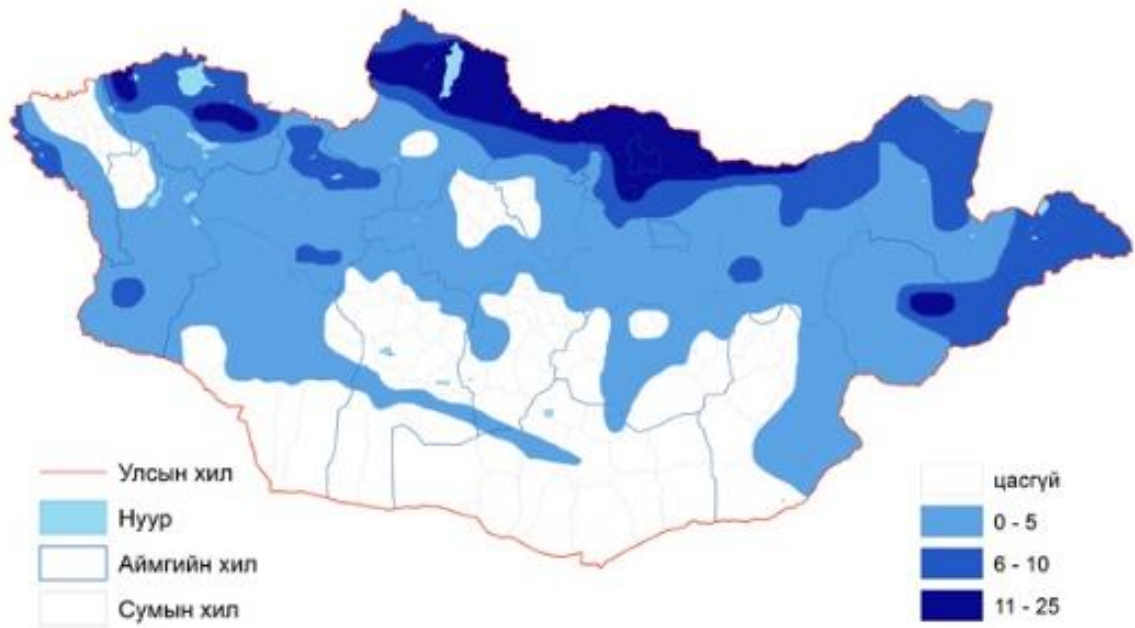 Улсын хил
Нуур
Аймгийн хил
Сумын хил
цасгүй
0 - 5
6 - 10
11 - 25